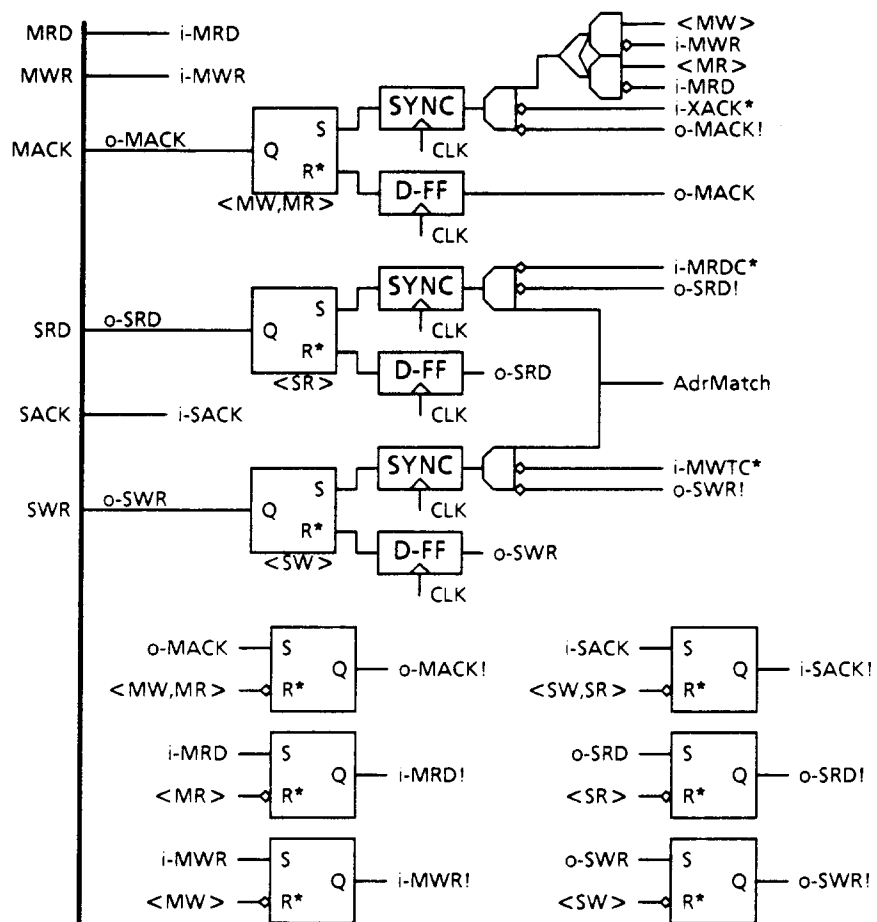 MRD i-MRD <MW>
i-MWR
MWR i-MWR <MR>
i-MRD
SYNC i-XACK*
S o-MACK!
MACK o-MACK Q CLK
R*
D-FF o-MACK
<MW,MR>
CLK
i-MRDC*
SYNC o-SRD!
S
SRD o-SRD Q CLK
R*
D-FF o-SRD AdrMatch
<SR>
SACK i-SACK CLK
SYNC i-MWTC*
S o-SWR!
SWR o-SWR Q CLK
R*
D-FF o-SWR
<SW>
CLK
o-MACK S Q o-MACK! i-SACK S Q i-SACK!
<MW,MR> R* <SW,SR> R*
i-MRD S Q i-MRD! o-SRD S Q o-SRD!
<MR> R* <SR> R*
i-MWR S Q i-MWR! o-SWR S Q o-SWR!
<MW> R* <SW> R*